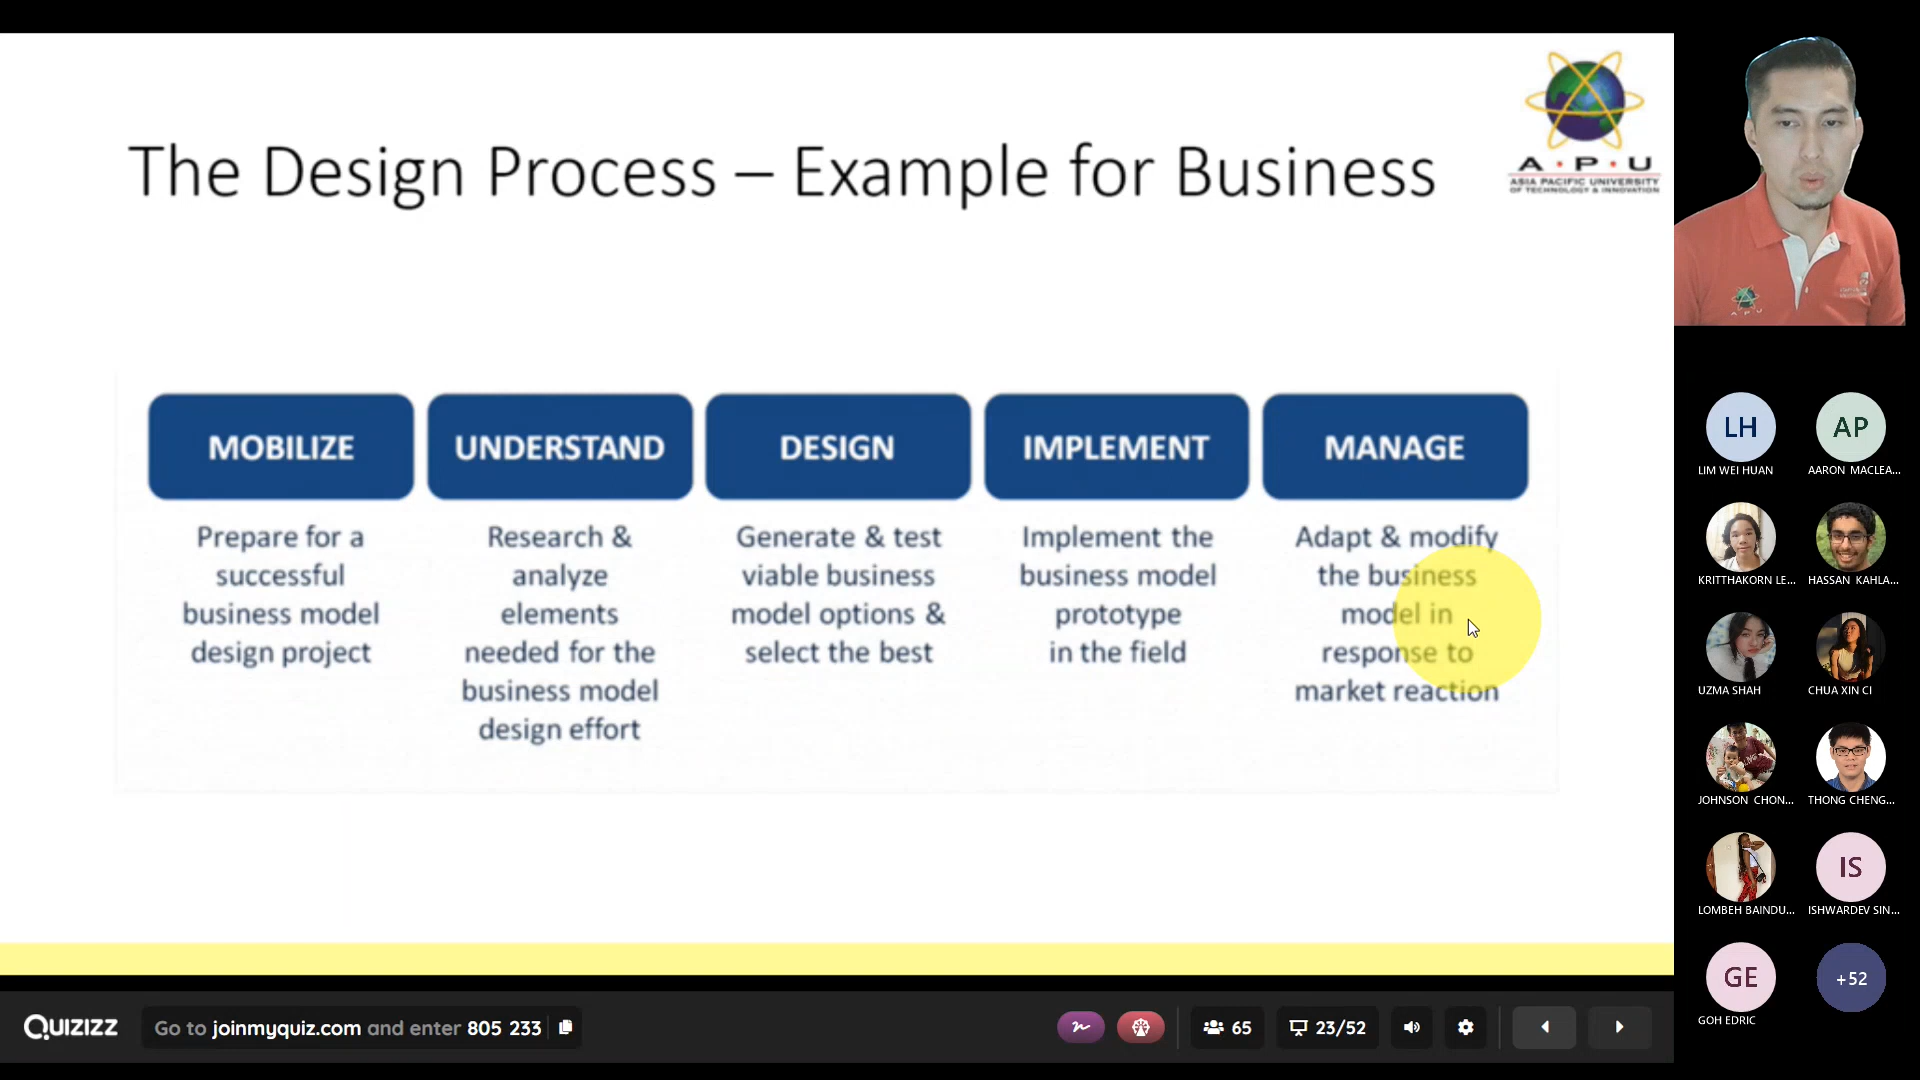 The Design Process – Example for Business
A·P·U
ASIA PACIFIC UNIVERSITY
OF TECHNOLOGY & INNOVATION
MOBILIZE
Prepare for a
successful
business model
design project
UNDERSTAND
Research &
analyze
elements
needed for the
business model
design effort
DESIGN
Generate & test
viable business
model options &
select the best
IMPLEMENT
Implement the
business model
prototype
in the field
MANAGE
Adapt & modify
the business
model in
response to
market reaction
LH
LIM WEI HUAN
AP
AARON MACLEA...
KRITTHAKORN LE...
HASSAN KAHLA...
UZMA SHAH
CHUA XIN CI
JOHNSON CHON...
THONG CHENG...
LOMBEH BAINDU...
IS
ISHWARDEV SIN...
GE
GOH EDRIC
+52
QUIZIZZ
Go to joinmyquiz.com and enter 805 233
65
23/52